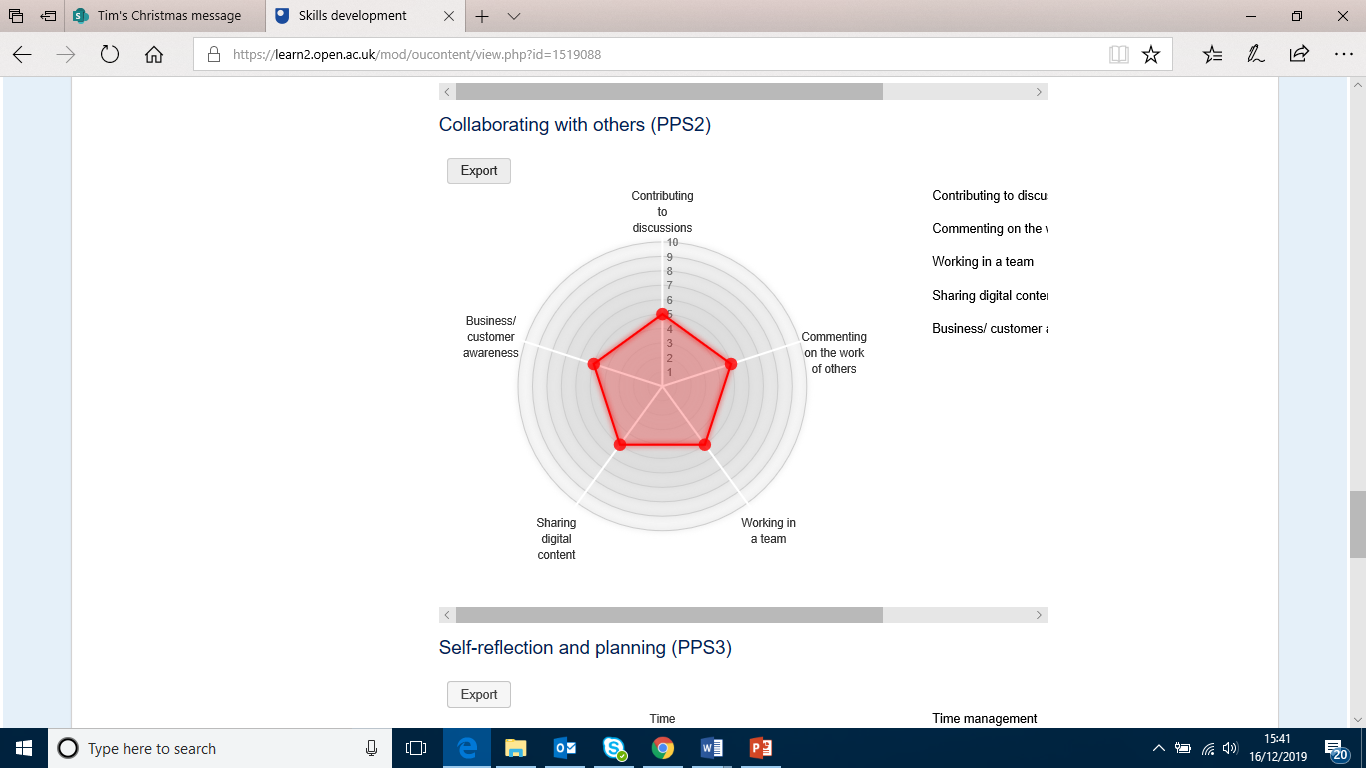 Tim's Christmas message
Skills development
https://learn2.open.ac.uk/mod/oucontent/view.php?id=1519088
Collaborating with others (PPS2)
Export
Contributing
to
discussions
10
9
8
7
6
5
4
3
2
1
Commenting
on the work
of others
Working in
a team
Sharing
digital
content
Business/
customer
awareness
Contributing to discu
Commenting on the
Working in a team
Sharing digital conte
Business/ customer
Self-reflection and planning (PPS3)
Export
Time
Time management
Type here to search
15:41
16/12/2019
20